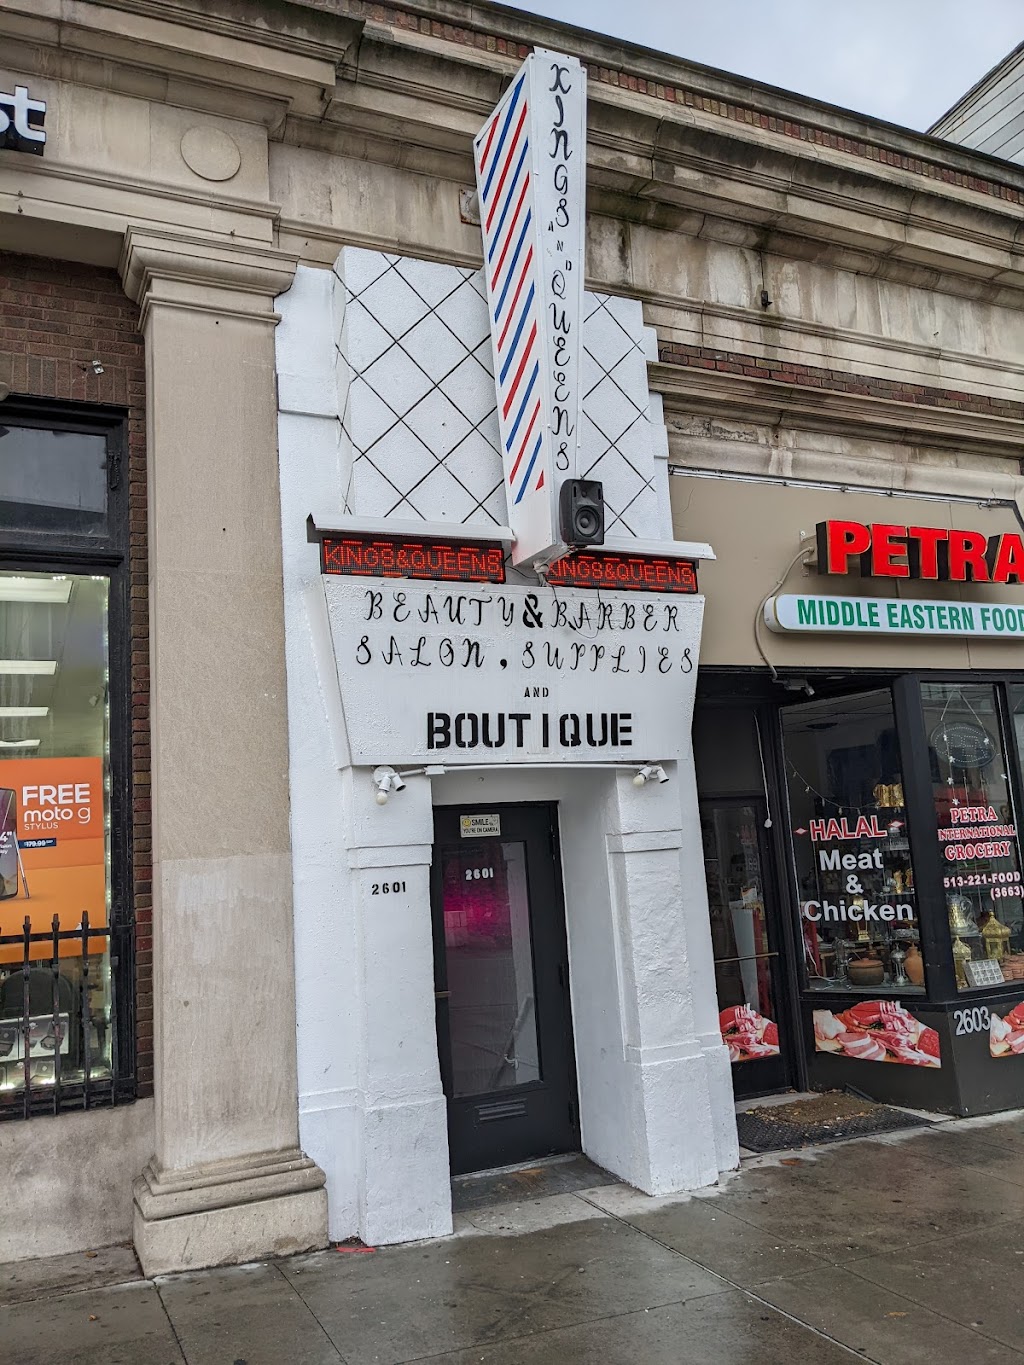 st
KINGS "N" QUEENS
KINGS&QUEENS
KINGS&QUEENS
BEAUTY & BARBER
SALON, SUPPLIES
AND
BOUTIQUE
SMILE
YOU'RE ON CAMERA
2601
2601
FREE
moto g
STYLUS
$179.99
PETRA
MIDDLE EASTERN FOOD
HALAL
Meat
&
Chicken
PETRA
INTERNATIONAL
GROCERY
513-221-FOOD
(3663)
2603